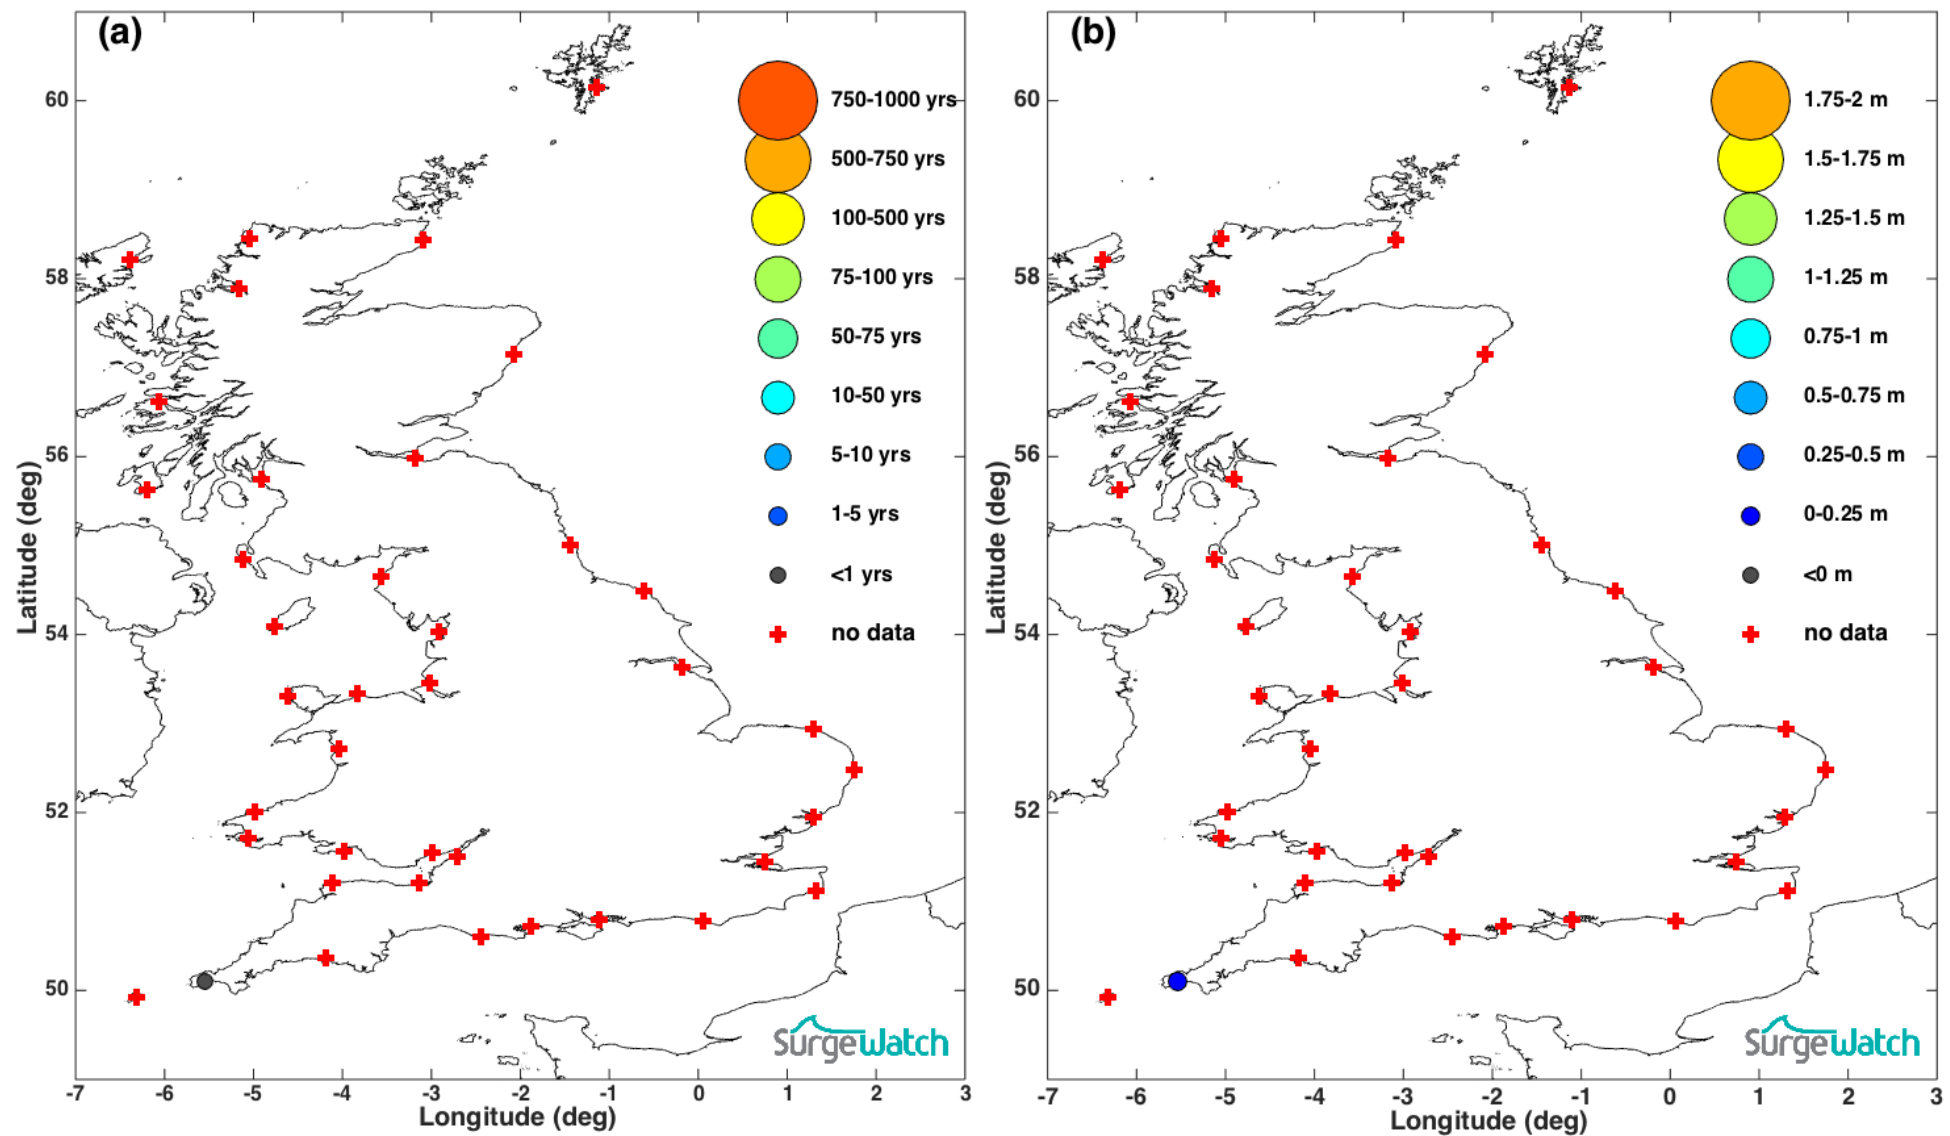 (a)
750-1000 yrs
500-750 yrs
100-500 yrs
75-100 yrs
50-75 yrs
10-50 yrs
5-10 yrs
1-5 yrs
<1 yrs
no data
60
58
56
54
52
50
Latitude (deg)
-7 -6 -5 -4 -3 -2 -1 0 1 2 3
Longitude (deg)
SurgeWatch
(b)
1.75-2 m
1.5-1.75 m
1.25-1.5 m
1-1.25 m
0.75-1 m
0.5-0.75 m
0.25-0.5 m
0-0.25 m
<0 m
no data
60
58
56
54
52
50
Latitude (deg)
-7 -6 -5 -4 -3 -2 -1 0 1 2 3
Longitude (deg)
SurgeWatch